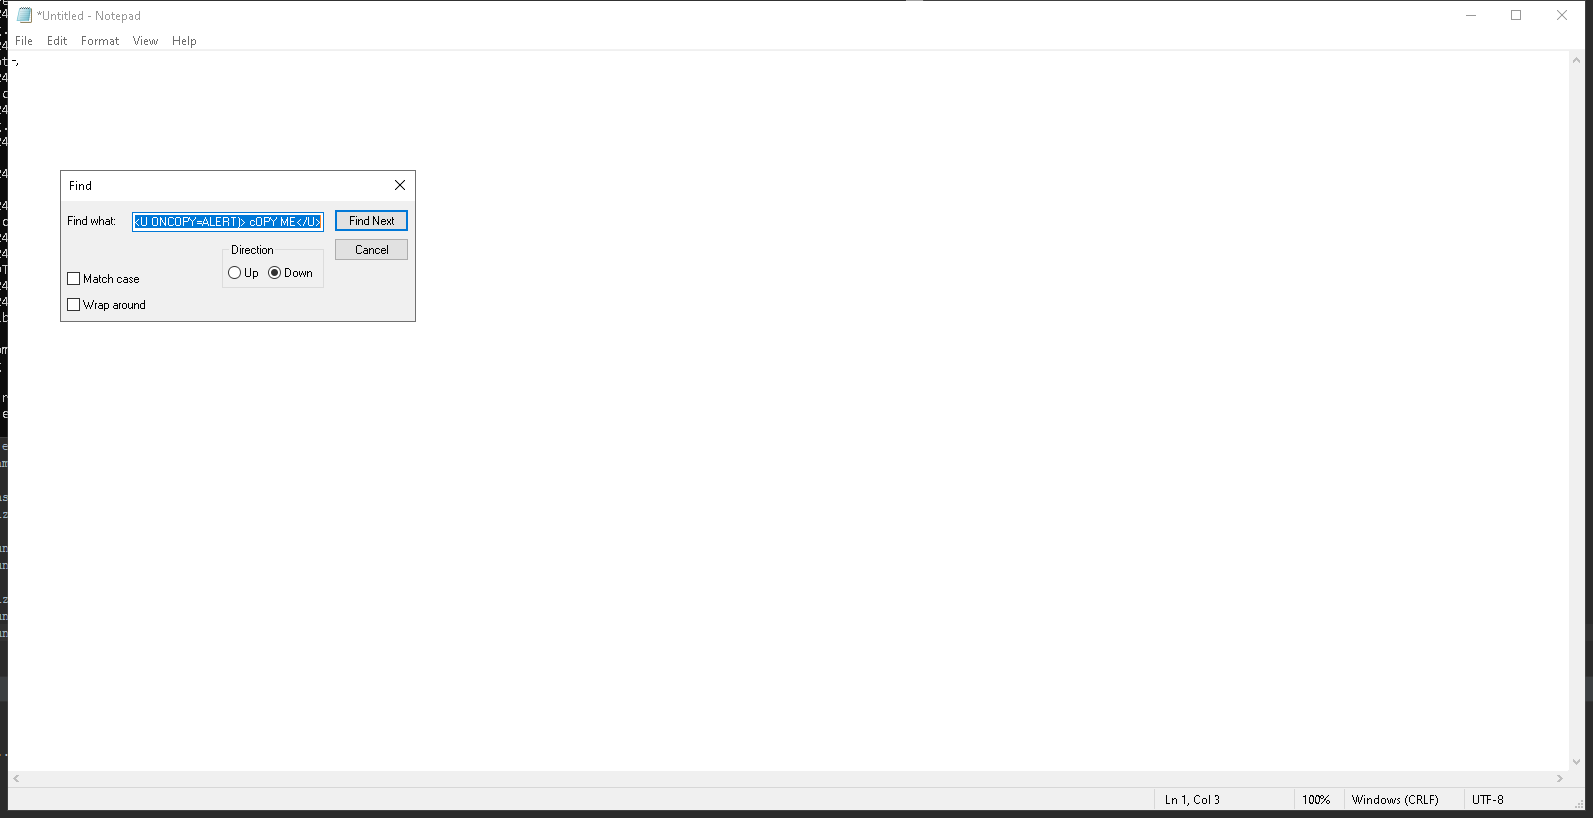 *Untitled - Notepad
File Edit Format View Help
-,
Find
Find what: <U ONCOPY=ALERT)> cOPY ME</U> Find Next
Direction Cancel
Up Down
Match case
Wrap around
Ln 1, Col 3 100% Windows (CRLF) UTF-8